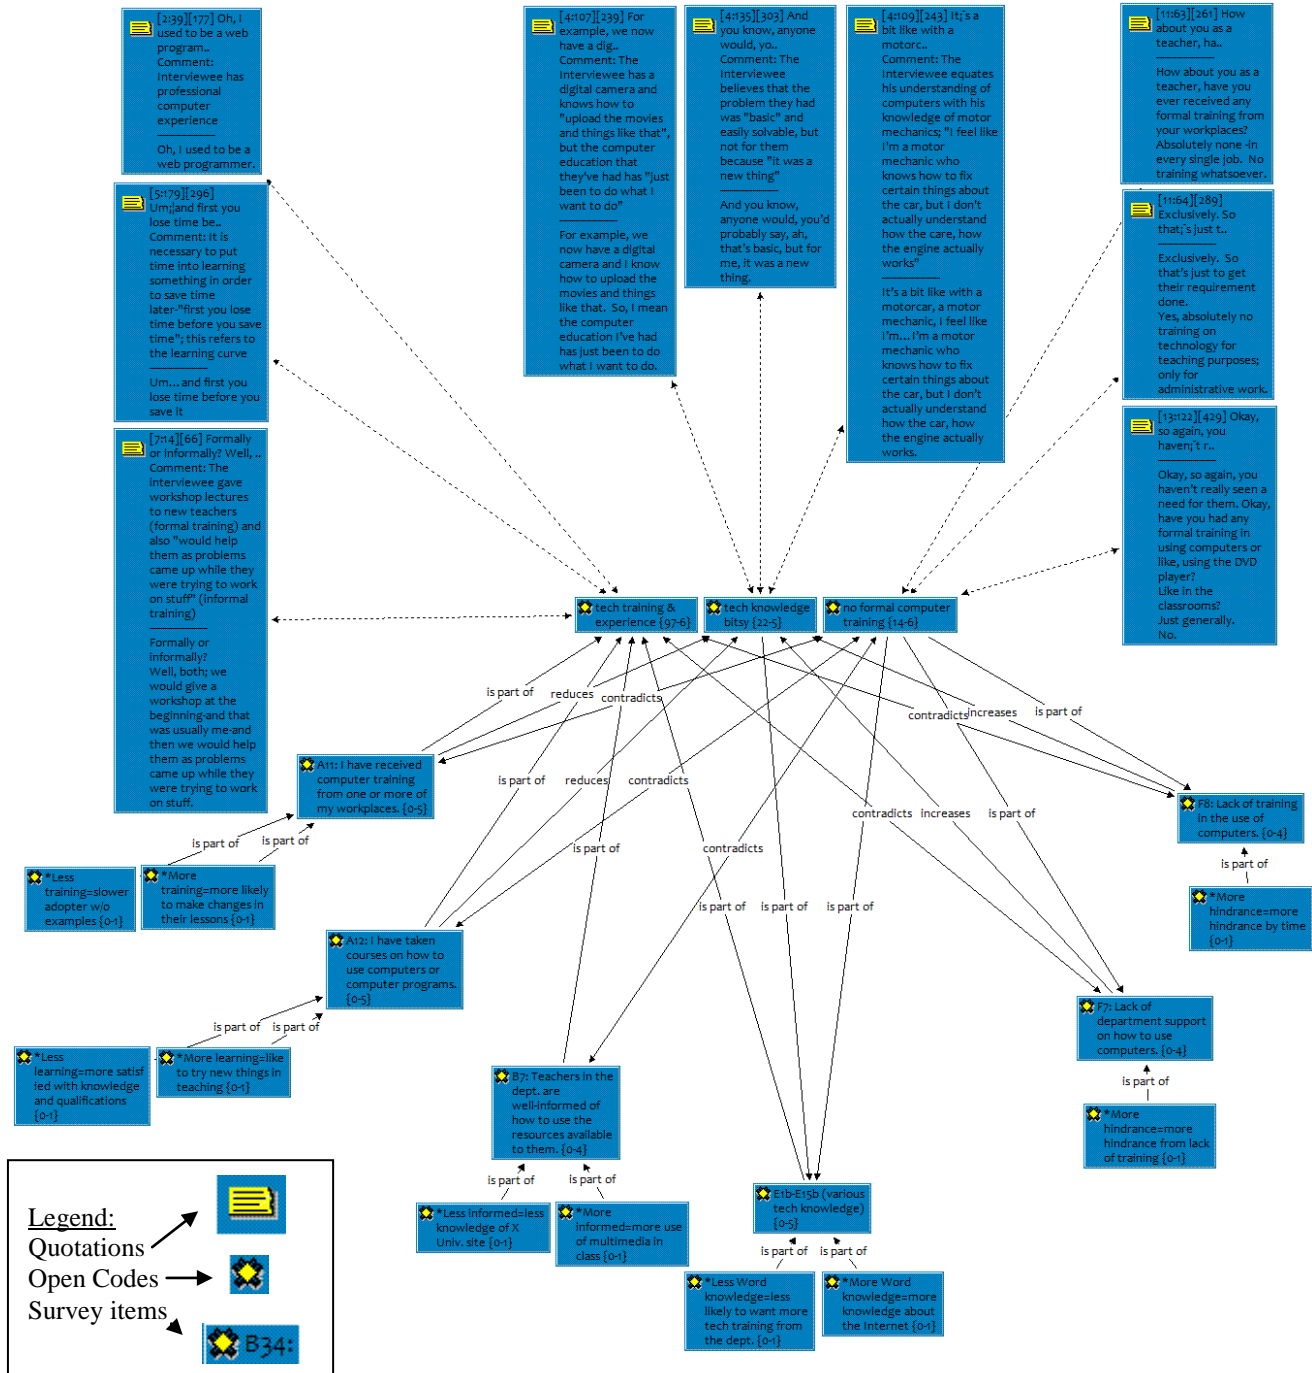 [2:39][177] Oh, I
used to be a web
program..
Comment:
Interviewee has
professional
computer
experience
Oh, I used to be a
web programmer.
[4:107][239] For
example, we now
have a dig..
Comment: The
Interviewee has a
digital camera and
knows how to
"upload the movies
and things like that",
but the computer
education that
they've had has "just
been to do what I
want to do"
For example, we
now have a digital
camera and I know
how to upload the
movies and things
like that. So, I mean
the computer
education I've had
has just been to do
what I want to do.
[4:135][303] And
you know, anyone
would, yo..
Comment: The
Interviewee
believes that the
problem they had
was "basic" and
easily solvable, but
not for them
because "it was a
new thing"
And you know,
anyone would, you'd
probably say, ah,
that's basic, but for
me, it was a new
thing.
[4:109][243] It;'s a
bit like with a
motorc..
Comment: The
Interviewee equates
his understanding of
computers with his
knowledge of motor
mechanics; "I feel like
I'm a motor
mechanic who
knows how to fix
certain things about
the car, but I don't
actually understand
how the care, how
the engine actually
works"
It's a bit like with a
motorcar, a motor
mechanic, I feel like
I'm... I'm a motor
mechanic who
knows how to fix
certain things about
the car, but I don't
actually understand
how the car, how
the engine actually
works.
[11:63][261] How
about you as a
teacher, ha..
How about you as a
teacher, have you
ever received any
formal training from
your workplaces?
Absolutely none -in
every single job. No
training whatsoever.
[5:179][296]
Um;¦and first you
lose time be..
Comment: It is
necessary to put
time into learning
something in order
to save time
later-"first you lose
time before you save
time"; this refers to
the learning curve
Um... and first you
lose time before you
save it
[11:64][289]
Exclusively. So
that;'s just t..
Exclusively. So
that's just to get
their requirement
done.
Yes, absolutely no
training on
technology for
teaching purposes;
only for
administrative work.
[7:14][66] Formally
or informally? Well, ..
Comment: The
interviewee gave
workshop lectures
to new teachers
(formal training) and
also "would help
them as problems
came up while they
were trying to work
on stuff" (informal
training)
Formally or
informally?
Well, both; we
would give a
workshop at the
beginning-and that
was usually me-and
then we would help
them as problems
came up while they
were trying to work
on stuff.
[13:122][429] Okay,
so again, you
haven;'t r..
Okay, so again, you
haven't really seen a
need for them. Okay,
have you had any
formal training in
using computers or
like, using the DVD
player?
Like in the
classrooms?
Just generally.
No.
tech training &
experience {97-6}
tech knowledge
bitsy {22-5}
no formal computer
training {14-6}
is part of
reduces
contradicts
contradicts
increases
is part of
A11: I have received
computer training
from one or more of
my workplaces. {0-5}
is part of
reduces
contradicts
contradicts
increases
is part of
F8: Lack of training
in the use of
computers. {0-4}
is part of
is part of
is part of
contradicts
is part of
*Less
training=slower
adopter w/o
examples {0-1}
*More
training=more likely
to make changes in
their lessons {0-1}
*More
hindrance=more
hindrance by time
{0-1}
is part of
is part of
is part of
A12: I have taken
courses on how to
use computers or
computer programs.
{0-5}
is part of
is part of
F7: Lack of
department support
on how to use
computers. {0-4}
*Less
learning=more satisf
ied with knowledge
and qualifications
{0-1}
*More learning=like
to try new things in
teaching {0-1}
B7: Teachers in the
dept. are
well-informed of
how to use the
resources available
to them. {0-4}
is part of
*More
hindrance=more
hindrance from lack
of training {0-1}
is part of
is part of
E1b-E15b (various
tech knowledge)
{0-5}
*Less informed=less
knowledge of X
Univ. site {0-1}
*More
informed=more use
of multimedia in
class {0-1}
is part of
is part of
*Less Word
knowledge=less
likely to want more
tech training from
the dept. {0-1}
*More Word
knowledge=more
knowledge about
the Internet {0-1}
Legend:
Quotations
Open Codes
Survey items
B34: